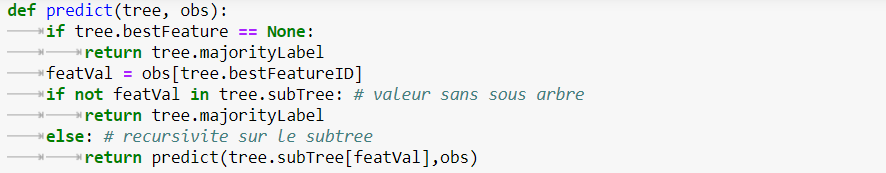 def predict(tree, obs):
    if tree.bestFeature == None:
        return tree.majorityLabel
    featVal = obs[tree.bestFeatureID]
    if not featVal in tree.subTree: # valeur sans sous arbre
        return tree.majorityLabel
    else: # recursivite sur le subtree
        return predict(tree.subTree[featVal],obs)